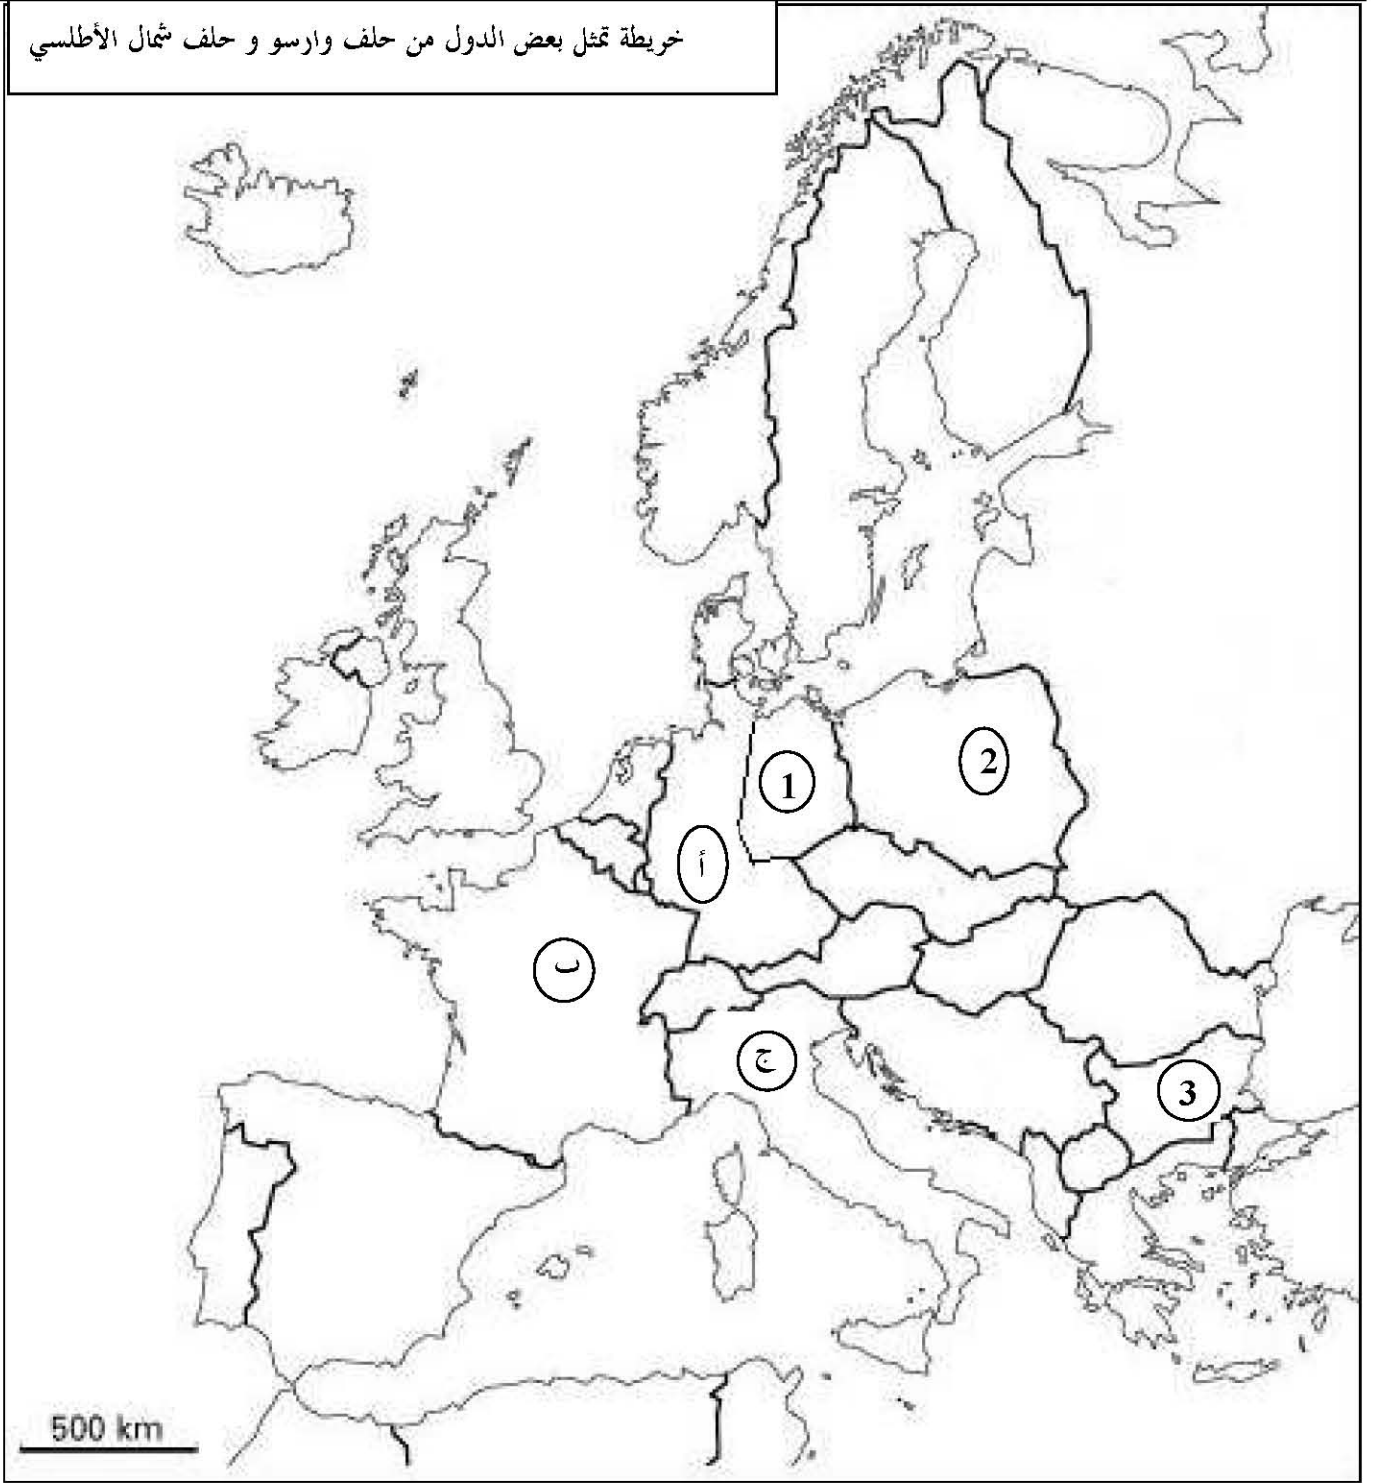 خريطة تمثل بعض الدول من حلف وارسو و حلف شمال الأطلسي
2
1
أ
ب
ج
3
500 km